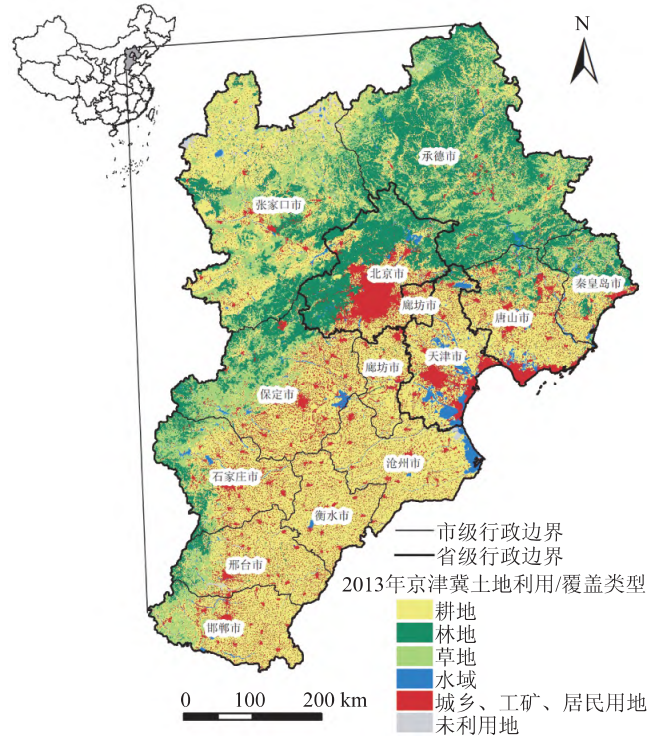 N
承德市
张家口市
北京市
秦皇岛市
廊坊市
唐山市
天津市
廊坊市
保定市
沧州市
石家庄市
衡水市
邢台市
邯郸市
市级行政边界
省级行政边界
2013年京津冀土地利用/覆盖类型
耕地
林地
草地
水域
城乡、工矿、居民用地
未利用地
0 100 200 km